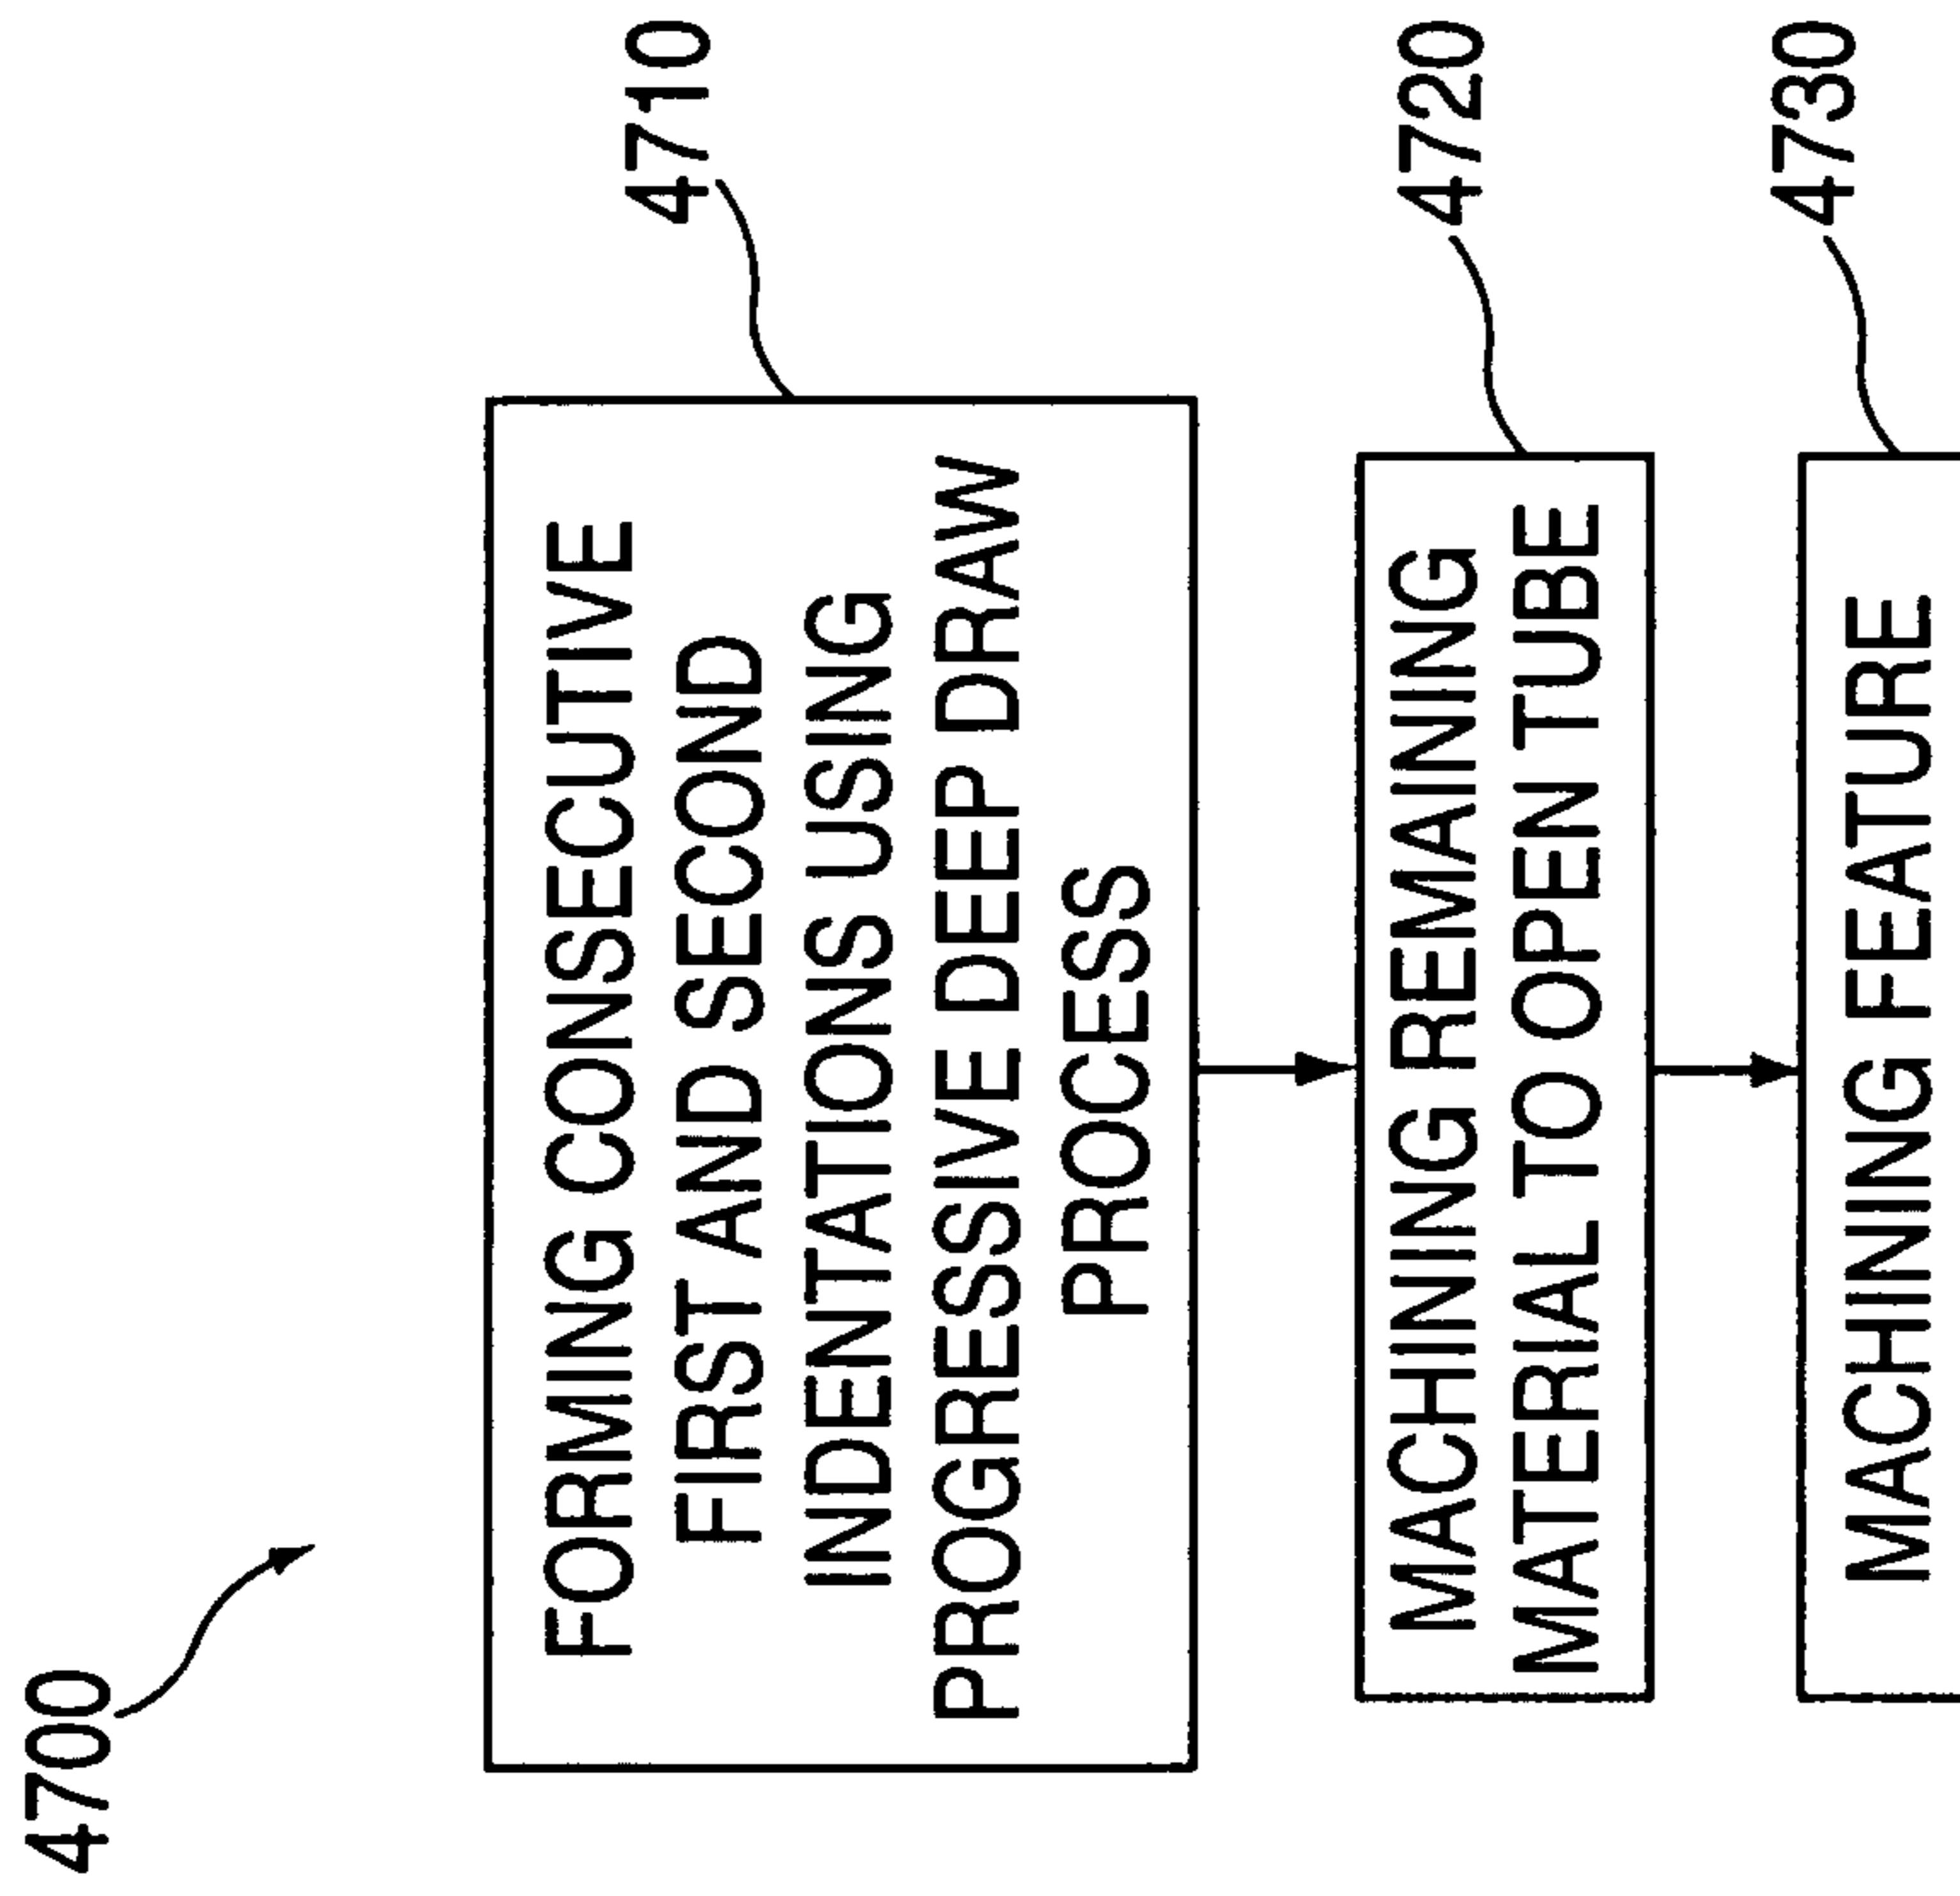 4700
FORMING CONSECUTIVE
FIRST AND SECOND
INDENTATIONS USING
PROGRESSIVE DEEP DRAW
PROCESS
4710
MACHINING REMAINING
MATERIAL TO OPEN TUBE
4720
MACHINING FEATURE
4730